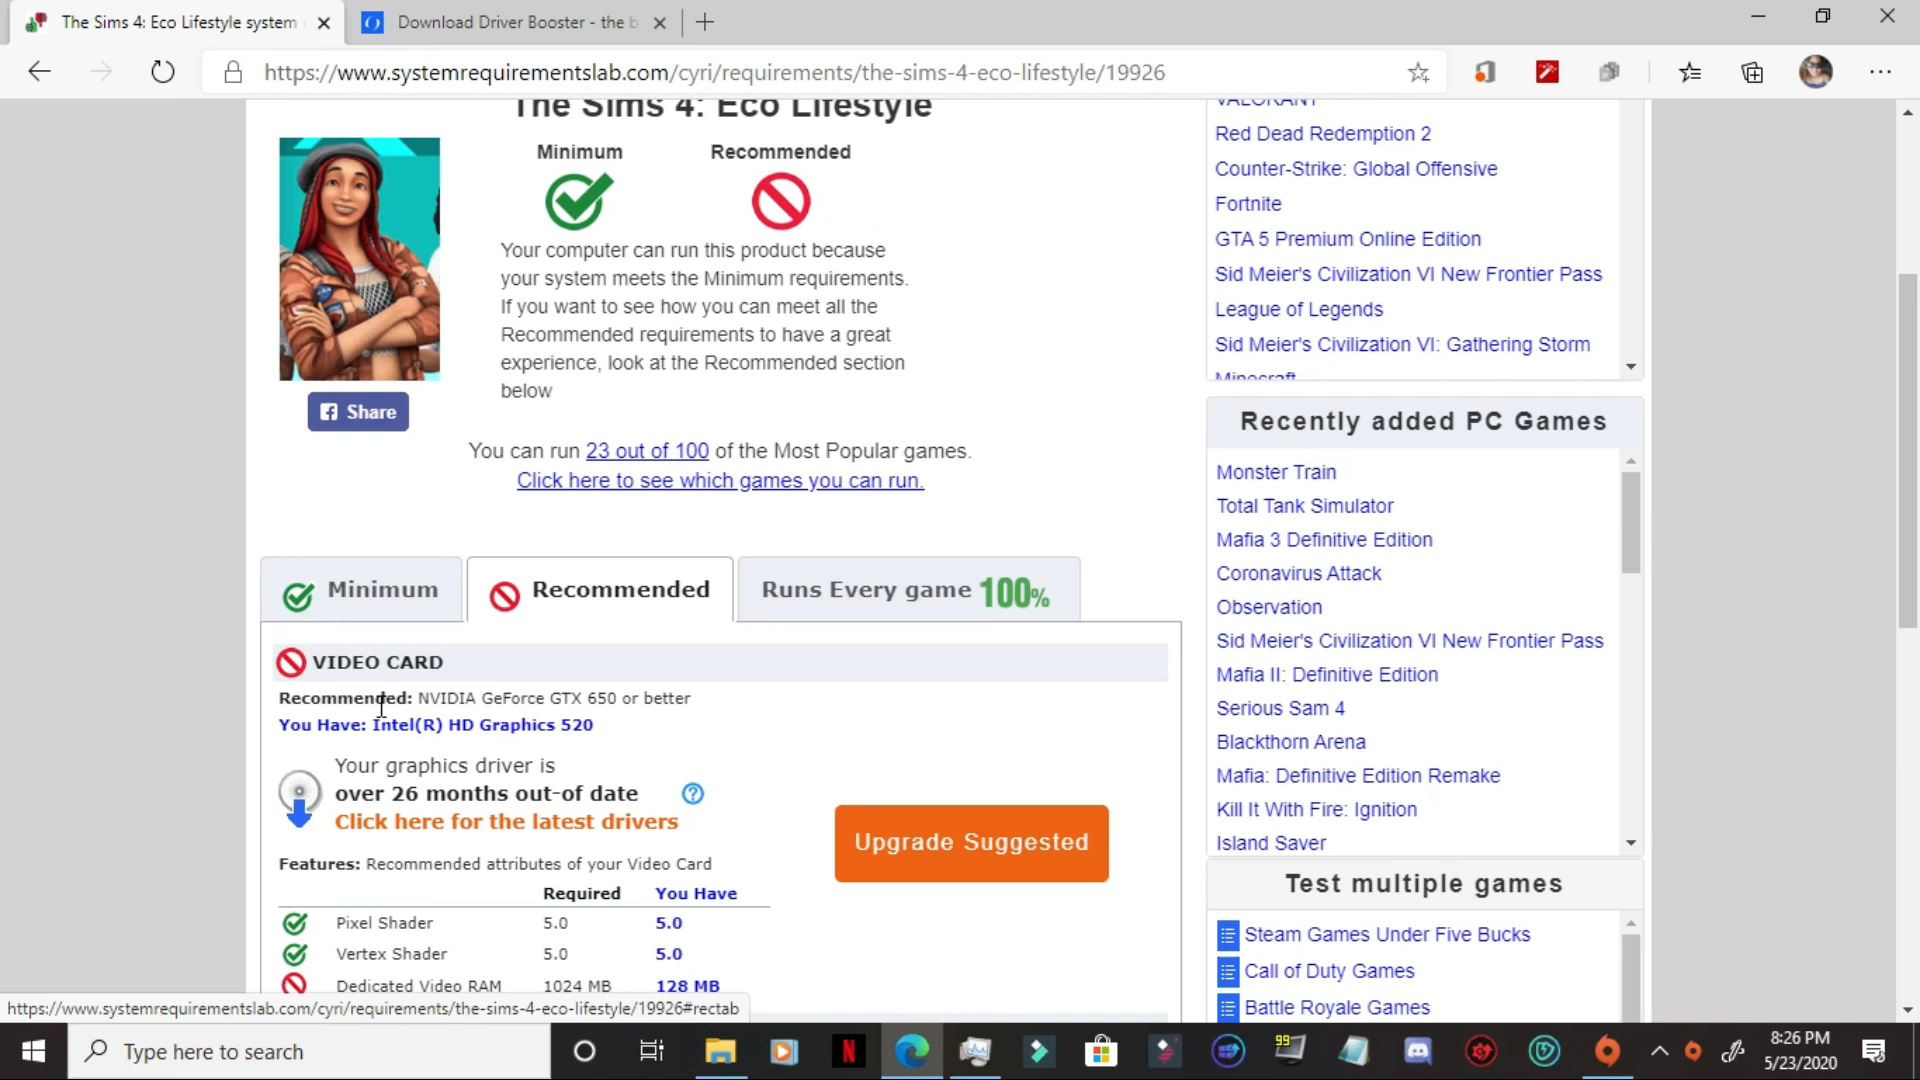 The Sims 4: Eco Lifestyle system
Download Driver Booster - the b
https://www.systemrequirementslab.com/cyri/requirements/the-sims-4-eco-lifestyle/19926
The Sims 4: Eco Lifestyle
Minimum
Recommended
Your computer can run this product because
your system meets the Minimum requirements.
If you want to see how you can meet all the
Recommended requirements to have a great
experience, look at the Recommended section
below
Share
You can run 23 out of 100 of the Most Popular games.
Click here to see which games you can run.
Minimum
Recommended
Runs Every game 100%
VIDEO CARD
Recommended: NVIDIA GeForce GTX 650 or better
You Have: Intel(R) HD Graphics 520
Your graphics driver is
over 26 months out-of date
Click here for the latest drivers
Upgrade Suggested
Features: Recommended attributes of your Video Card
Required You Have
Pixel Shader 5.0 5.0
Vertex Shader 5.0 5.0
Dedicated Video RAM 1024 MB 128 MB
VALORANT
Red Dead Redemption 2
Counter-Strike: Global Offensive
Fortnite
GTA 5 Premium Online Edition
Sid Meier's Civilization VI New Frontier Pass
League of Legends
Sid Meier's Civilization VI: Gathering Storm
Minecraft
Recently added PC Games
Monster Train
Total Tank Simulator
Mafia 3 Definitive Edition
Coronavirus Attack
Observation
Sid Meier's Civilization VI New Frontier Pass
Mafia II: Definitive Edition
Serious Sam 4
Blackthorn Arena
Mafia: Definitive Edition Remake
Kill It With Fire: Ignition
Island Saver
Test multiple games
Steam Games Under Five Bucks
Call of Duty Games
Battle Royale Games
https://www.systemrequirementslab.com/cyri/requirements/the-sims-4-eco-lifestyle/19926#rectab
Type here to search
N
99
8:26 PM
5/23/2020